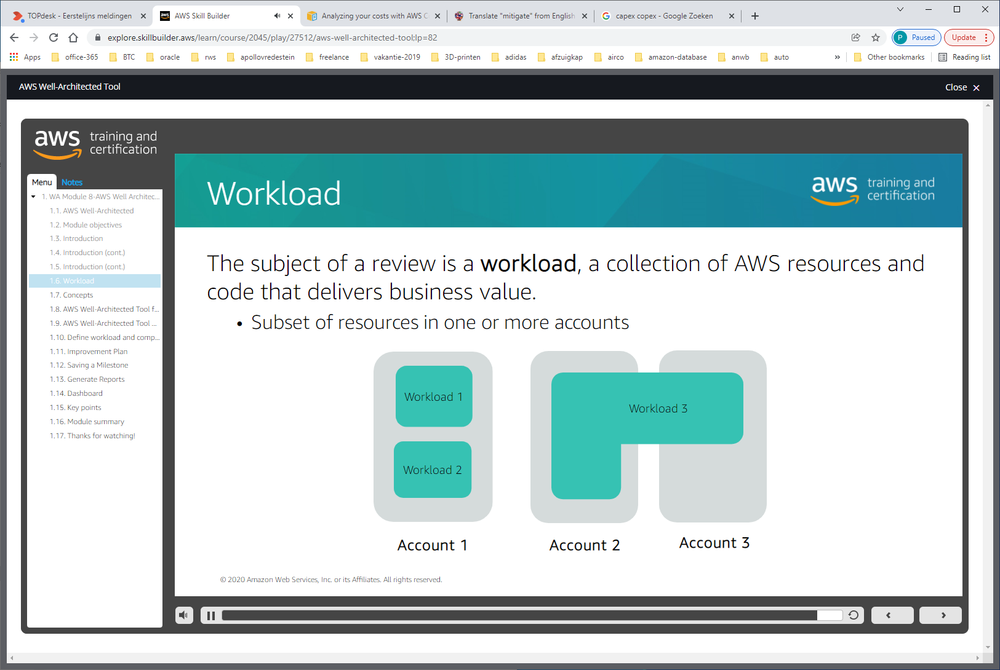 TOPdesk - Eerstelijns meldingen
AWS Skill Builder
Analyzing your costs with AWS C
Translate "mitigate" from English
capex copex - Google Zoeken
explore.skillbuilder.aws/learn/course/2045/play/27512/aws-well-architected-tool;lp=82
P Paused
Update
Apps office-365 BTC oracle rws apollovredestein freelance vakantie-2019 3D-printen adidas afzuigkap airco amazon-database anwb auto » Other bookmarks Reading list
AWS Well-Architected Tool
Close ×
aws training and
certification
Menu Notes
1. WA Module 8-AWS Well Architec...
1.1. AWS Well-Architected
1.2. Module objectives
1.3. Introduction
1.4. Introduction (cont.)
1.5. Introduction (cont.)
1.6. Workload
1.7. Concepts
1.8. AWS Well-Architected Tool f...
1.9. AWS Well-Architected Tool ...
1.10. Define workload and comp...
1.11. Improvement Plan
1.12. Saving a Milestone
1.13. Generate Reports
1.14. Dashboard
1.15. Key points
1.16. Module summary
1.17. Thanks for watching!
Workload
aws training and
certification
The subject of a review is a workload, a collection of AWS resources and
code that delivers business value.
• Subset of resources in one or more accounts
Workload 1
Workload 2
Workload 3
Account 1
Account 2
Account 3
© 2020 Amazon Web Services, Inc. or its Affiliates. All rights reserved.